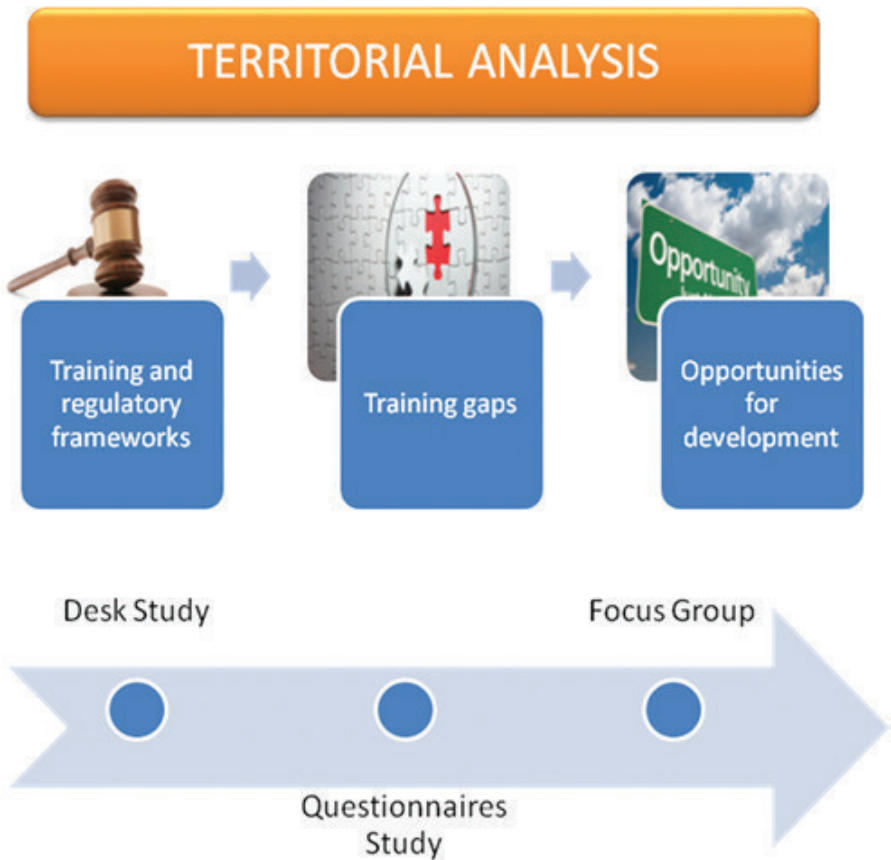 TERRITORIAL ANALYSIS
Opportunity
Training and
regulatory
frameworks
Training gaps
Opportunities
for
development
Desk Study
Focus Group
Questionnaires
Study